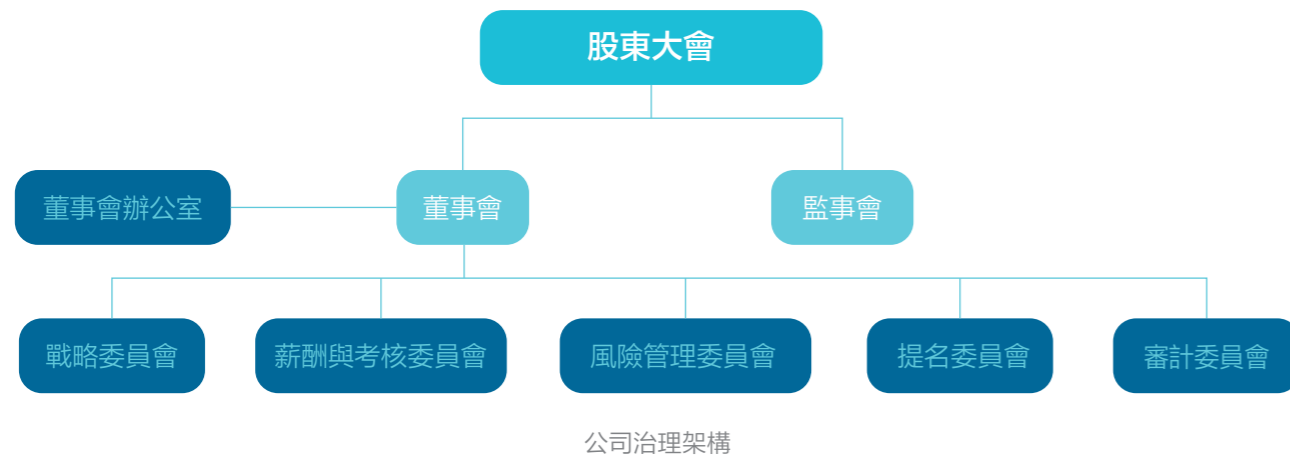 股東大會
董事會辦公室
董事會
監事會
戰略委員會
薪酬與考核委員會
風險管理委員會
提名委員會
審計委員會
公司治理架構